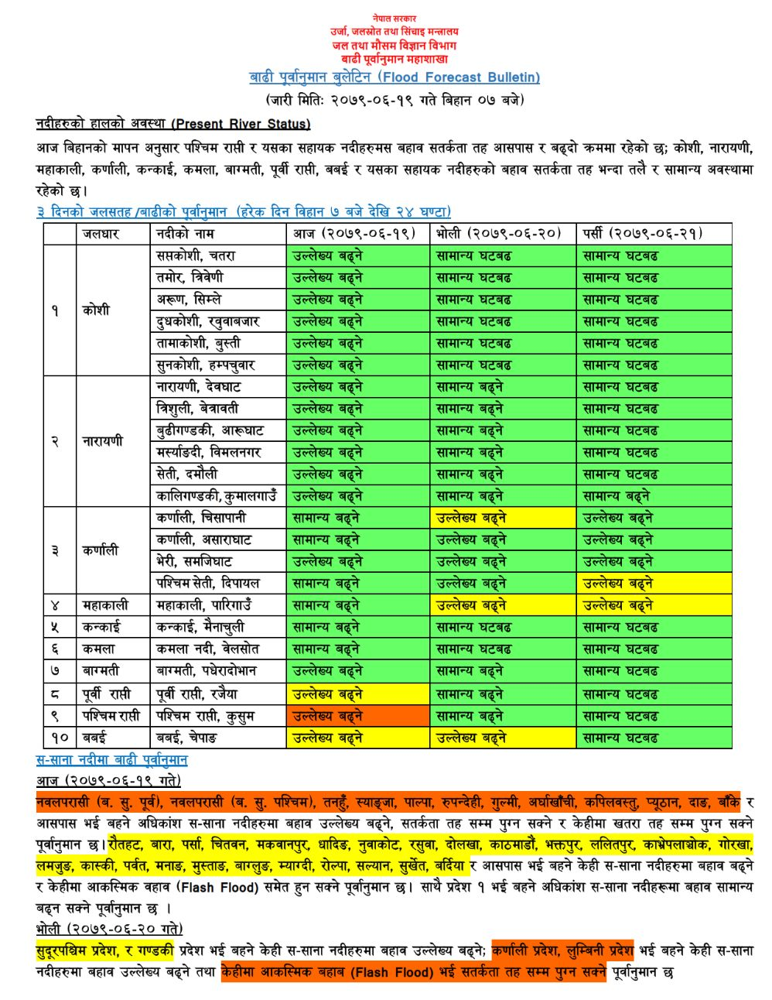 नेपाल सरकार
उर्जा, जलस्रोत तथा सिंचाइ मन्त्रालय
जल तथा मौसम विज्ञान विभाग
बाढी पूर्वानुमान महाशाखा
बाढी पूर्वानुमान बुलेटिन (Flood Forecast Bulletin)
(जारी मितिः २०७९-०६-१९ गते बिहान ०७ बजे)
नदीहरुको हालको अवस्था (Present River Status)
आज बिहानको मापन अनुसार पश्चिम राप्ती र यसका सहायक नदीहरुमस बहाव सतर्कता तह आसपास र बढ्दो क्रममा रहेको छ; कोशी, नारायणी,
महाकाली, कर्णाली, कन्काई, कमला, बाग्मती, पूर्वी राप्ती, बबई र यसका सहायक नदीहरुको बहाव सतर्कता तह भन्दा तलै र सामान्य अवस्थामा
रहेको छ।
३ दिनको जलसतह /बाढीको पूर्वानुमान (हरेक दिन विहान ७ बजे देखि २४ घण्टा)
जलधार नदीको नाम आज (२०७९-०६-१९) भोली (२०७९-०६-२०) पर्सी (२०७९-०६-२१)
१ कोशी सप्तकोशी, चतरा उल्लेख्य बढ्ने सामान्य घटबढ सामान्य घटबढ
तमोर, त्रिवेणी उल्लेख्य बढ्ने सामान्य घटबढ सामान्य घटबढ
अरूण, सिम्ले उल्लेख्य बढ्ने सामान्य घटबढ सामान्य घटबढ
दुधकोशी, रवुवाबजार उल्लेख्य बढ्ने सामान्य घटबढ सामान्य घटबढ
तामाकोशी, बुस्ती उल्लेख्य बढ्ने सामान्य घटबढ सामान्य घटबढ
सुनकोशी, हम्पचुवार उल्लेख्य बढ्ने सामान्य घटबढ सामान्य घटबढ
२ नारायणी नारायणी, देवघाट उल्लेख्य बढ्ने सामान्य बढ्ने सामान्य घटबढ
त्रिशुली, बेत्रावती उल्लेख्य बढ्ने सामान्य बढ्ने सामान्य घटबढ
बुढीगण्डकी, आरूघाट उल्लेख्य बढ्ने सामान्य बढ्ने सामान्य घटबढ
मर्स्याङदी, विमलनगर उल्लेख्य बढ्ने सामान्य बढ्ने सामान्य घटबढ
सेती, दमौली उल्लेख्य बढ्ने सामान्य बढ्ने सामान्य घटबढ
कालिगण्डकी, कुमालगाउँ उल्लेख्य बढ्ने सामान्य बढ्ने सामान्य बढ्ने
३ कर्णाली कर्णाली, चिसापानी सामान्य बढ्ने उल्लेख्य बढ्ने उल्लेख्य बढ्ने
कर्णाली, असाराघाट उल्लेख्य बढ्ने उल्लेख्य बढ्ने उल्लेख्य बढ्ने
भेरी, समजिघाट उल्लेख्य बढ्ने उल्लेख्य बढ्ने उल्लेख्य बढ्ने
पश्चिम सेती, दिपायल सामान्य बढ्ने उल्लेख्य बढ्ने उल्लेख्य बढ्ने
४ महाकाली महाकाली, पारिगाउँ सामान्य बढ्ने उल्लेख्य बढ्ने उल्लेख्य बढ्ने
५ कन्काई कन्काई, मैनाचुली सामान्य बढ्ने सामान्य घटबढ सामान्य घटबढ
६ कमला कमला नदी, वेलसोत सामान्य बढ्ने सामान्य घटबढ सामान्य घटबढ
७ बाग्मती बाग्मती, पधेरादोभान उल्लेख्य बढ्ने सामान्य बढ्ने सामान्य घटबढ
८ पूर्वी राप्ती पूर्वी राप्ती, रजैया उल्लेख्य बढ्ने सामान्य बढ्ने सामान्य घटबढ
९ पश्चिम राप्ती पश्चिम राप्ती, कुसुम उल्लेख्य बढ्ने सामान्य बढ्ने सामान्य घटबढ
१० बबई बबई, चेपाङ उल्लेख्य बढ्ने उल्लेख्य बढ्ने सामान्य घटबढ
स-साना नदीमा बाढी पूर्वानुमान
आज (२०७९-०६-१९ गते)
नवलपरासी (ब. सु. पूर्व), नवलपरासी (ब. सु. पश्चिम), तनहुँ, स्याङ्जा, पाल्पा, रुपन्देही, गुल्मी, अर्घाखाँची, कपिलवस्तु, प्यूठान, दाङ, बाँके र
आसपास भई बहने अधिकांश स-साना नदीहरुमा बहाव उल्लेख्य बढ्ने, सतर्कता तह सम्म पुग्न सक्ने र केहीमा खतरा तह सम्म पुग्न सक्ने
पूर्वानुमान छ। रौतहट, बारा, पर्सा, चितवन, मकवानपुर, धादिङ, नुवाकोट, रसुवा, दोलखा, काठमाडौं, भक्तपुर, ललितपुर, काभ्रेपलाञ्चोक, गोरखा,
लमजुङ, कास्की, पर्वत, मनाङ, मुस्ताङ, बाग्लुङ, म्याग्दी, रोल्पा, सल्यान, सुर्खेत, बर्दिया र आसपास भई बहने केही स-साना नदीहरुमा बहाव बढ्ने
र केहीमा आकस्मिक वहाव (Flash Flood) समेत हुन सक्ने पूर्वानुमान छ। साथै प्रदेश १ भई बहने अधिकांश स-साना नदीहरूमा बहाव सामान्य
बढ्न सक्ने पूर्वानुमान छ ।
भोली (२०७९-०६-२० गते)
सुदूरपश्चिम प्रदेश, र गण्डकी प्रदेश भई बहने केही स-साना नदीहरुमा बहाव उल्लेख्य बढ्ने; कर्णाली प्रदेश, लुम्बिनी प्रदेश भई बहने केही स-साना
नदीहरुमा बहाव उल्लेख्य बढ्ने तथा केहीमा आकस्मिक बहाब (Flash Flood) भई सतर्कता तह सम्म पुग्न सक्ने पूर्वानुमान छ